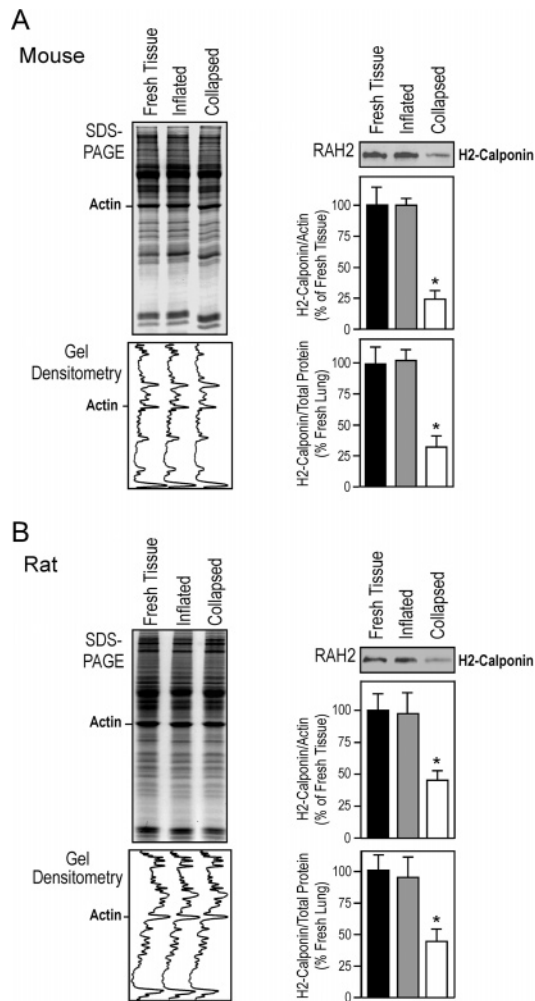 A
Mouse
Fresh Tissue
Inflated
Collapsed
SDS-
PAGE
Actin
Gel
Densitometry
Actin
Fresh Tissue
Inflated
Collapsed
RAH2
H2-Calponin
H2-Calponin/Actin
(% of Fresh Tissue)
100
75
50
25
0
*
H2-Calponin/Total Protein
(% Fresh Lung)
100
75
50
25
0
*
B
Rat
Fresh Tissue
Inflated
Collapsed
SDS-
PAGE
Actin
Gel
Densitometry
Actin
Fresh Tissue
Inflated
Collapsed
RAH2
H2-Calponin
H2-Calponin/Actin
(% of Fresh Tissue)
100
75
50
25
0
*
H2-Calponin/Total Protein
(% Fresh Lung)
100
75
50
25
0
*